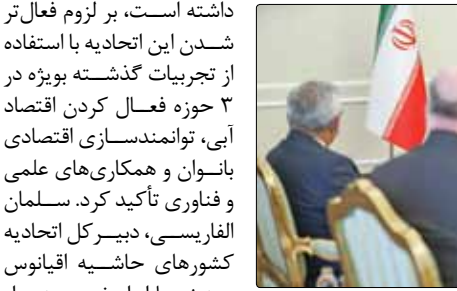 داشته است، بر لزوم فعال‌تر
شدن این اتحادیه با استفاده
از تجربیات گذشته بویژه در
۳ حوزه فعال کردن اقتصاد
آبی، توانمندسازی اقتصادی
بانوان و همکاری‌های علمی
و فناوری تأکید کرد. سلمان
الفارسی، دبیرکل اتحادیه
کشورهای حاشیه اقیانوس